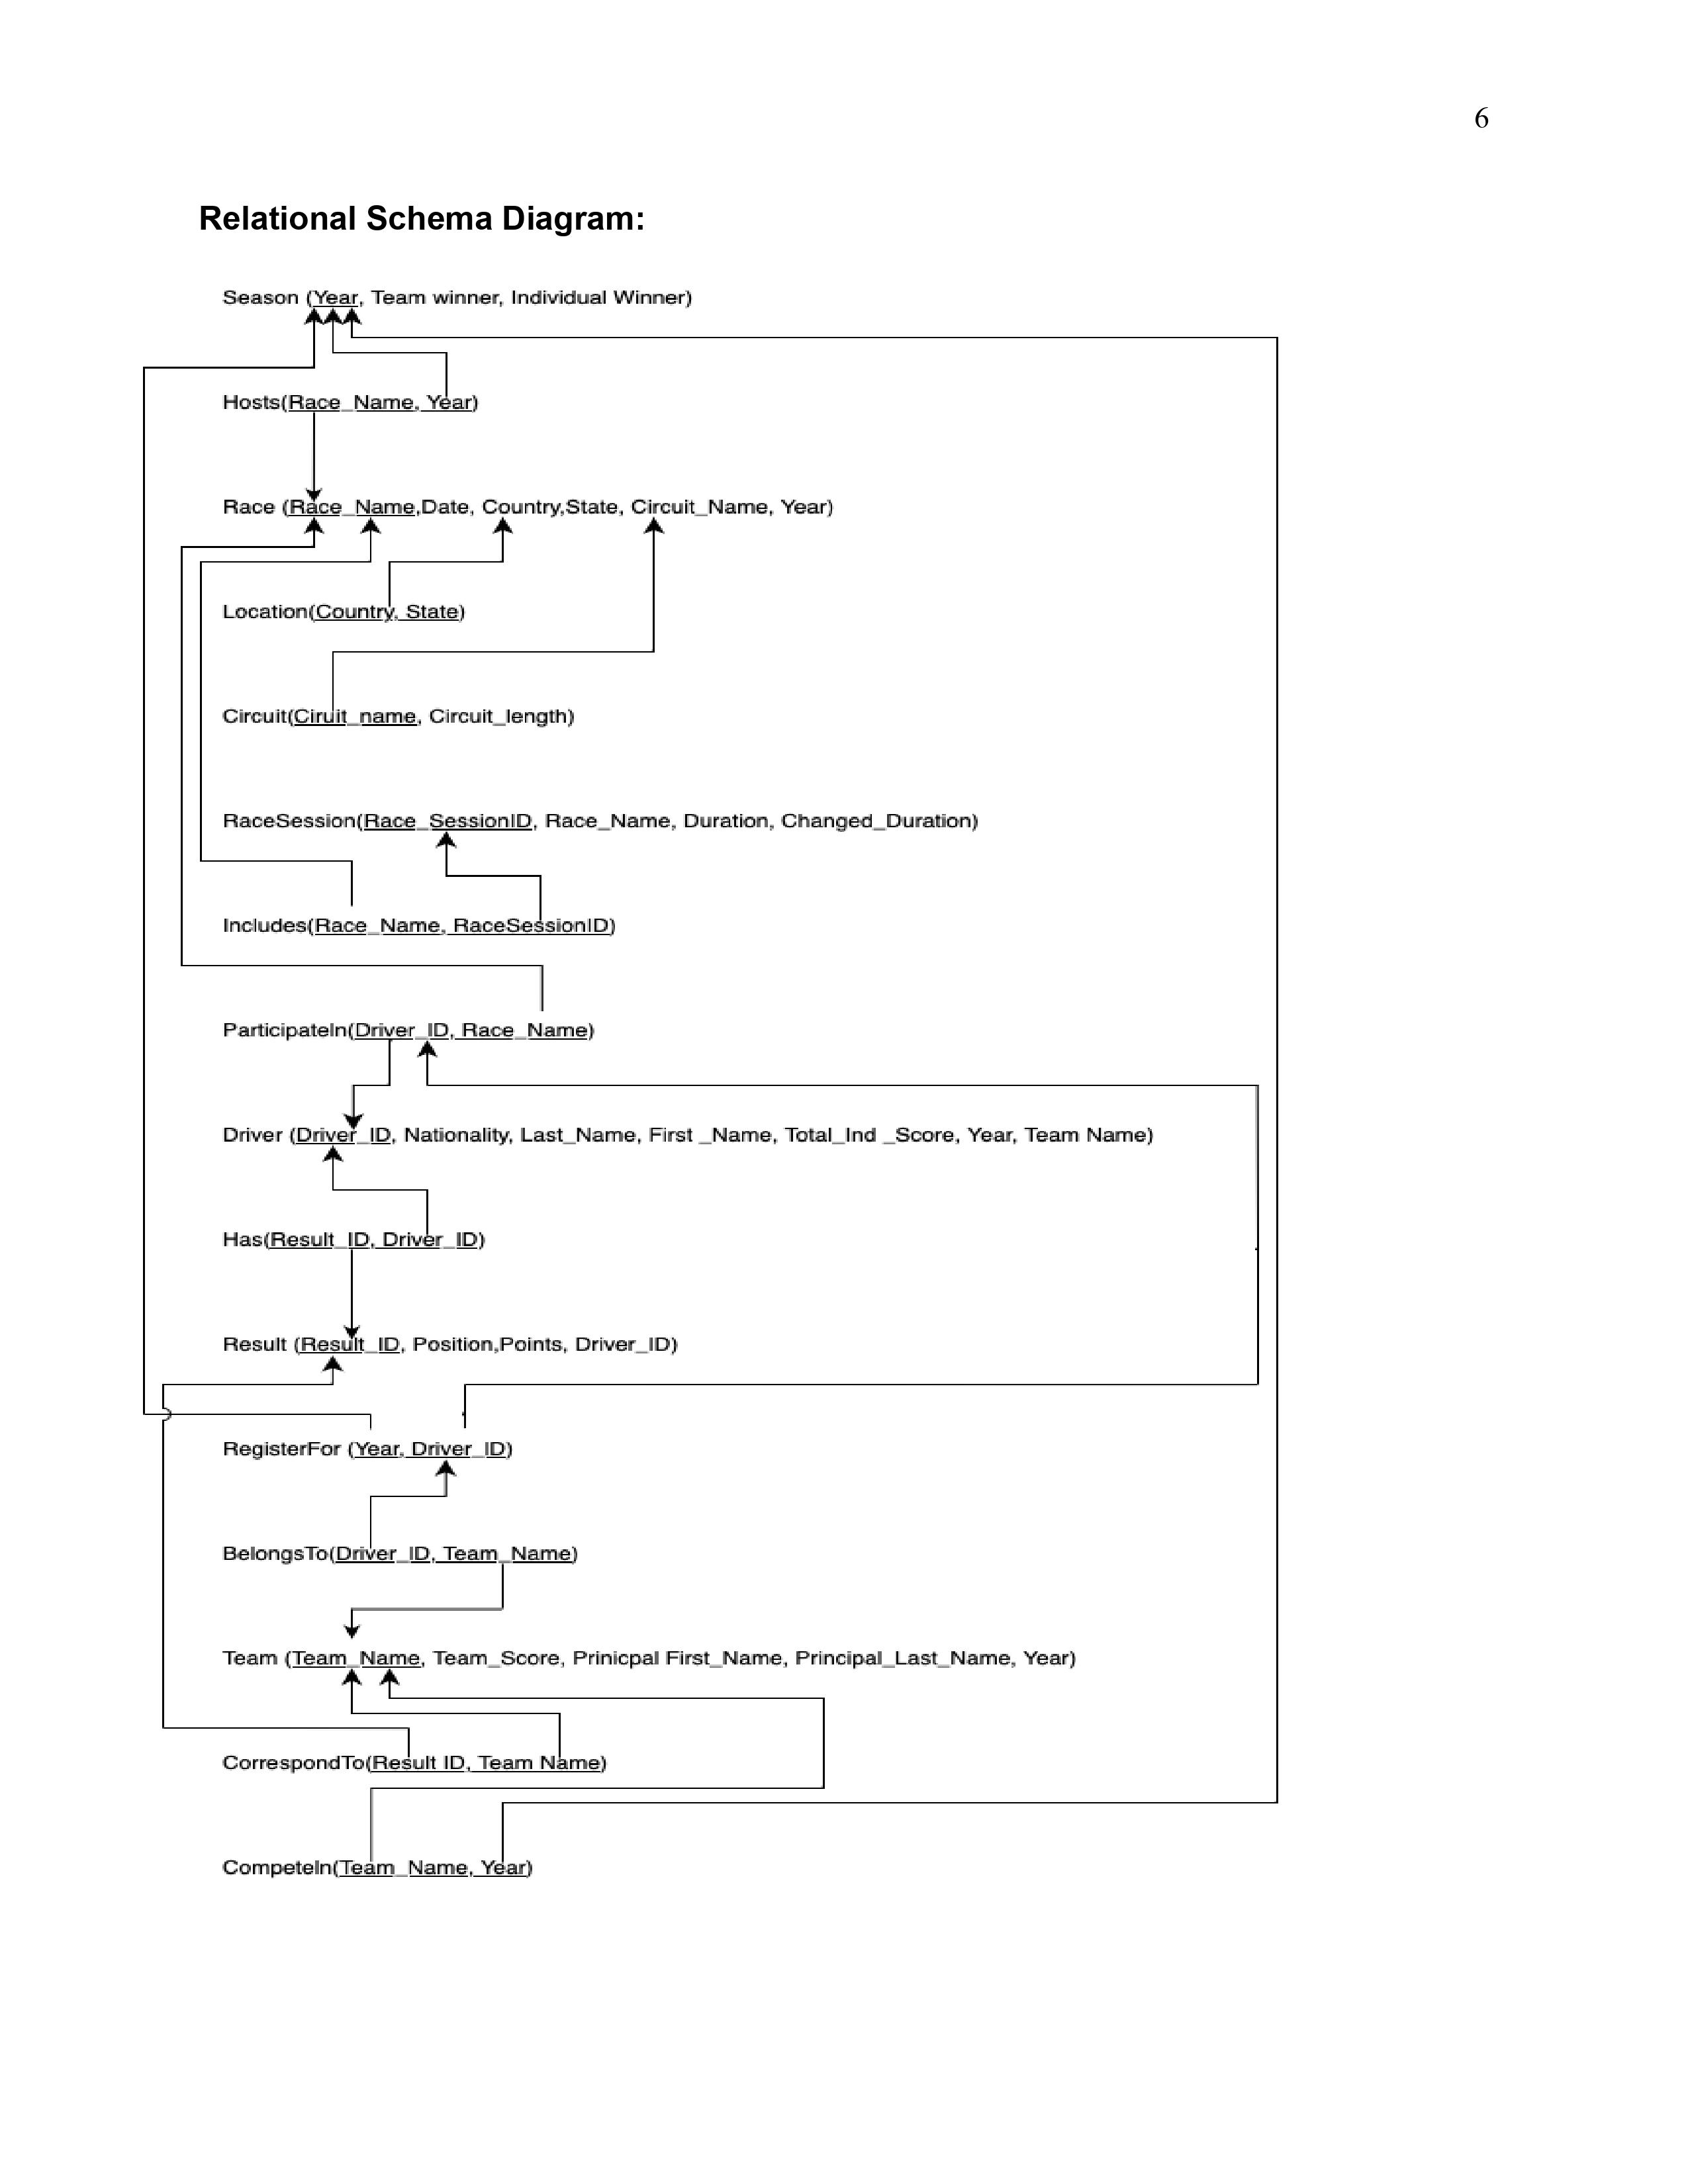 6
Relational Schema Diagram:
Season (Year, Team winner, Individual Winner)
Hosts(Race_Name, Year)
Race (Race_Name,Date, Country,State, Circuit_Name, Year)
Location(Country, State)
Circuit(Ciruit_name, Circuit_length)
RaceSession(Race_SessionID, Race_Name, Duration, Changed_Duration)
Includes(Race_Name, RaceSessionID)
ParticipateIn(Driver_ID, Race_Name)
Driver (Driver_ID, Nationality, Last_Name, First _Name, Total_Ind _Score, Year, Team Name)
Has(Result_ID, Driver_ID)
Result (Result_ID, Position,Points, Driver_ID)
RegisterFor (Year, Driver_ID)
BelongsTo(Driver_ID, Team_Name)
Team (Team_Name, Team_Score, Prinicpal First_Name, Principal_Last_Name, Year)
CorrespondTo(Result ID, Team Name)
CompeteIn(Team_Name, Year)